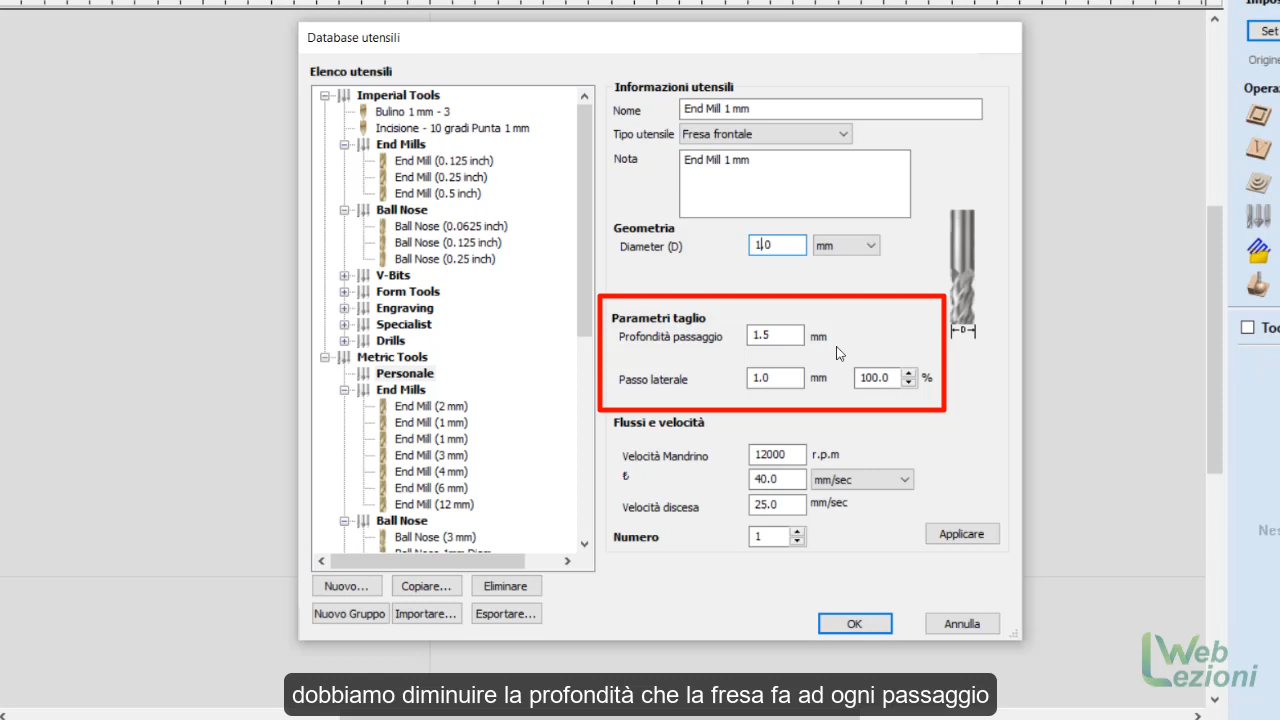 Database utensili
Elenco utensili
Imperial Tools
Bulino 1 mm - 3
Incisione - 10 gradi Punta 1 mm
End Mills
End Mill (0.125 inch)
End Mill (0.25 inch)
End Mill (0.5 inch)
Ball Nose
Ball Nose (0.0625 inch)
Ball Nose (0.125 inch)
Ball Nose (0.25 inch)
V-Bits
Form Tools
Engraving
Specialist
Drills
Metric Tools
Personale
End Mills
End Mill (2 mm)
End Mill (1 mm)
End Mill (1 mm)
End Mill (3 mm)
End Mill (4 mm)
End Mill (6 mm)
End Mill (12 mm)
Ball Nose
Ball Nose (3 mm)
Nuovo... Copiare... Eliminare
Nuovo Gruppo Importare... Esportare...
Informazioni utensili
Nome End Mill 1 mm
Tipo utensile Fresa frontale
Nota End Mill 1 mm
Geometria
Diameter (D) 1.0 mm
D
Parametri taglio
Profondità passaggio 1.5 mm
Passo laterale 1.0 mm 100.0 %
Flussi e velocità
Velocità Mandrino 12000 r.p.m
₺ 40.0 mm/sec
Velocità discesa 25.0 mm/sec
Numero 1 Applicare
OK Annulla
Set
Web
Lezioni
dobbiamo diminuire la profondità che la fresa fa ad ogni passaggio